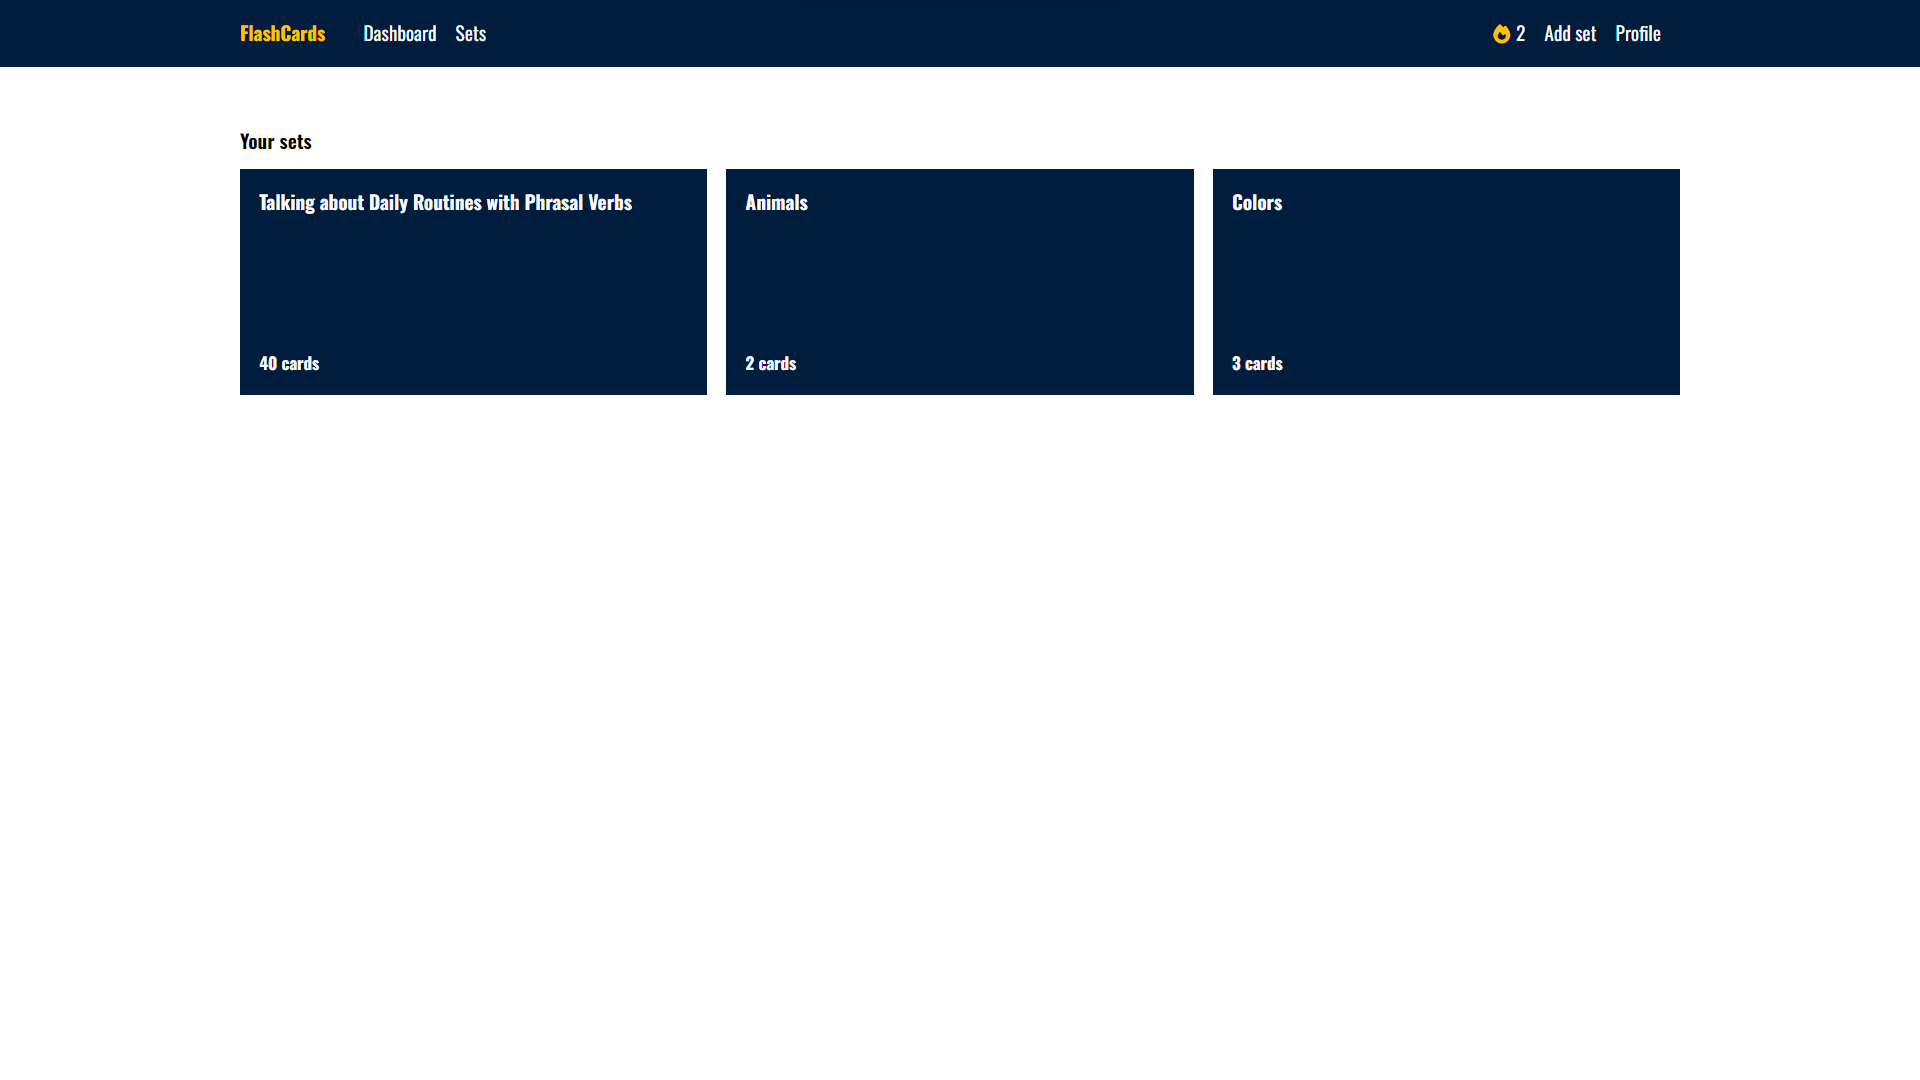 FlashCards Dashboard Sets 2 Add set Profile
Your sets
Talking about Daily Routines with Phrasal Verbs
40 cards
Animals
2 cards
Colors
3 cards